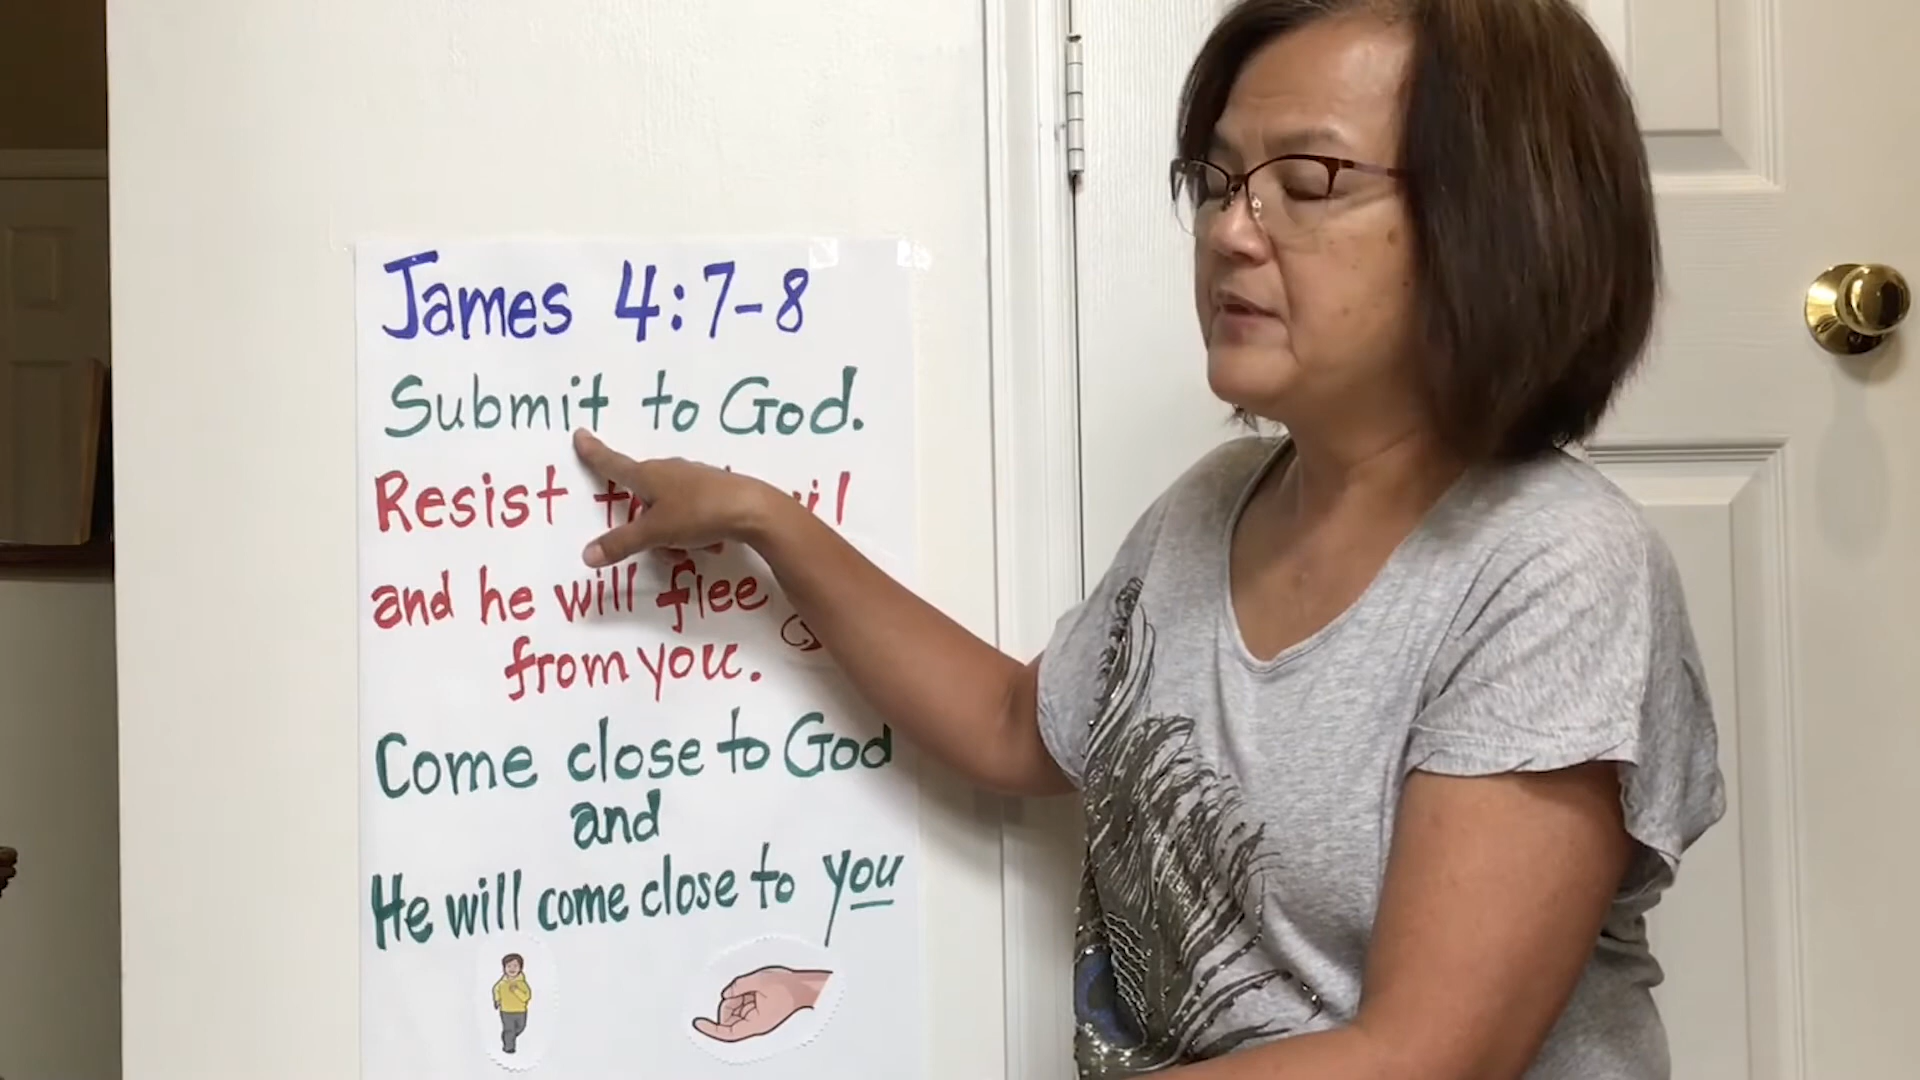 James 4:7-8
Submit to God.
Resist
and he will flee
from you.
Come close to God
and
He will come close to you